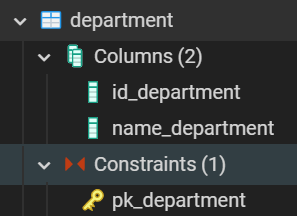 department
Columns (2)
id_department
name_department
Constraints (1)
pk_department